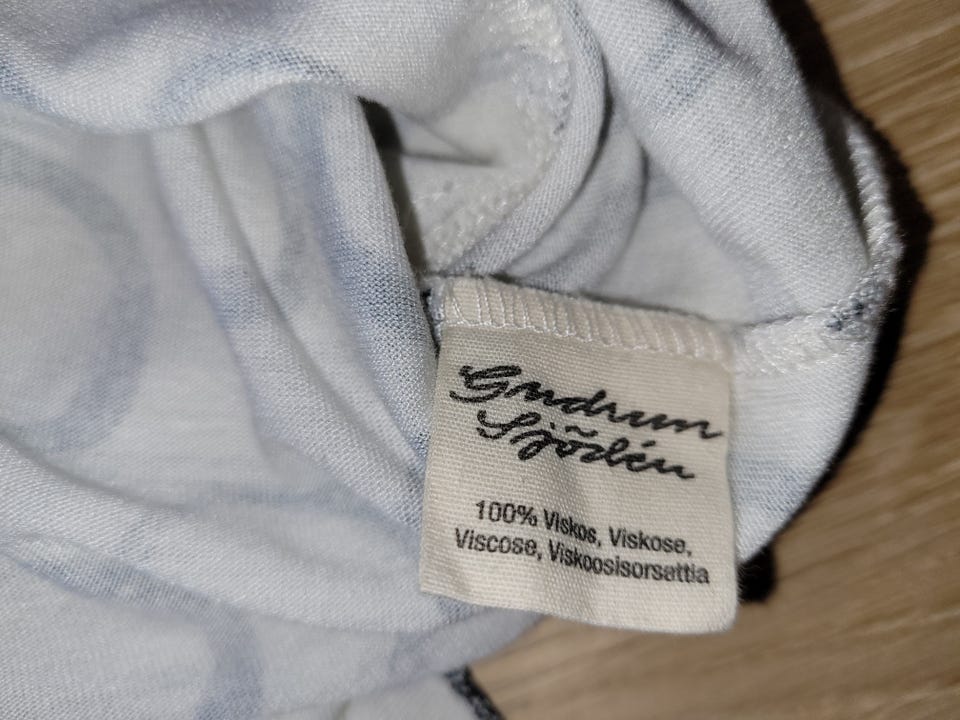 Gudrun
Sjödén
100% Viskos, Viskose,
Viscose, Viskoosisorsattia